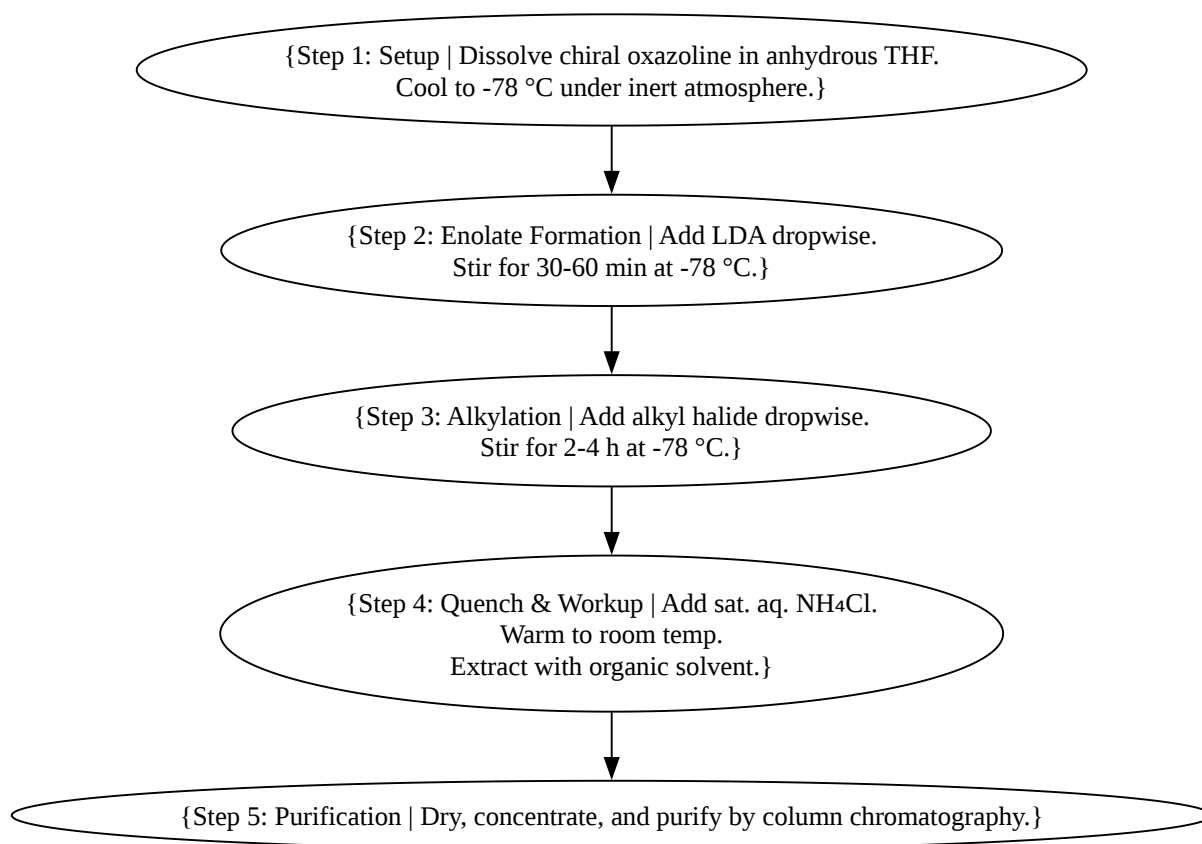 {Step 1: Setup | Dissolve chiral oxazoline in anhydrous THF.
Cool to -78 °C under inert atmosphere.}
{Step 2: Enolate Formation | Add LDA dropwise.
Stir for 30-60 min at -78 °C.}
{Step 3: Alkylation | Add alkyl halide dropwise.
Stir for 2-4 h at -78 °C.}
{Step 4: Quench & Workup | Add sat. aq. NH₄Cl.
Warm to room temp.
Extract with organic solvent.}
{Step 5: Purification | Dry, concentrate, and purify by column chromatography.}